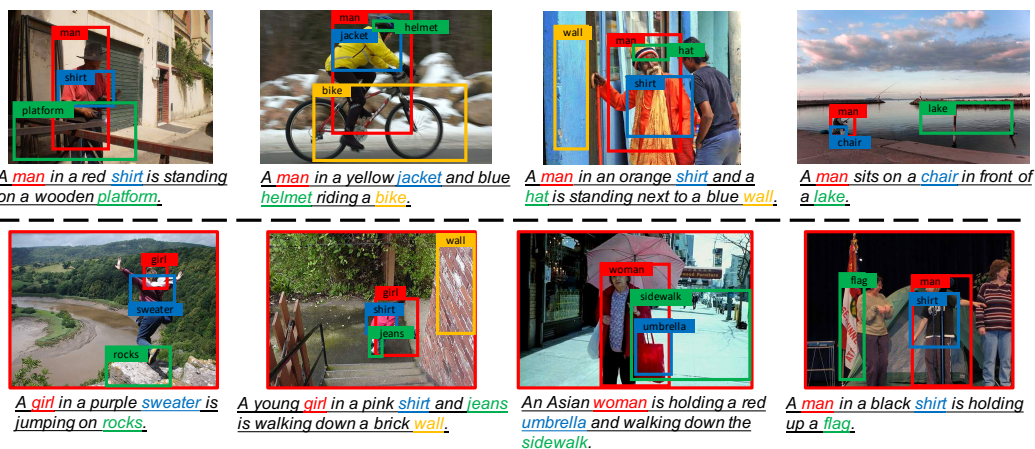 man
shirt
platform
A man in a red shirt is standing
on a wooden platform.
man
helmet
jacket
bike
A man in a yellow jacket and blue
helmet riding a bike.
wall
man
hat
shirt
A man in an orange shirt and a
hat is standing next to a blue wall.
man
lake
chair
A man sits on a chair in front of
a lake.
girl
sweater
rocks
A girl in a purple sweater is
jumping on rocks.
wall
girl
shirt
jeans
A young girl in a pink shirt and jeans
is walking down a brick wall.
woman
sidewalk
umbrella
An Asian woman is holding a red
umbrella and walking down the
sidewalk.
flag
man
shirt
A man in a black shirt is holding
up a flag.